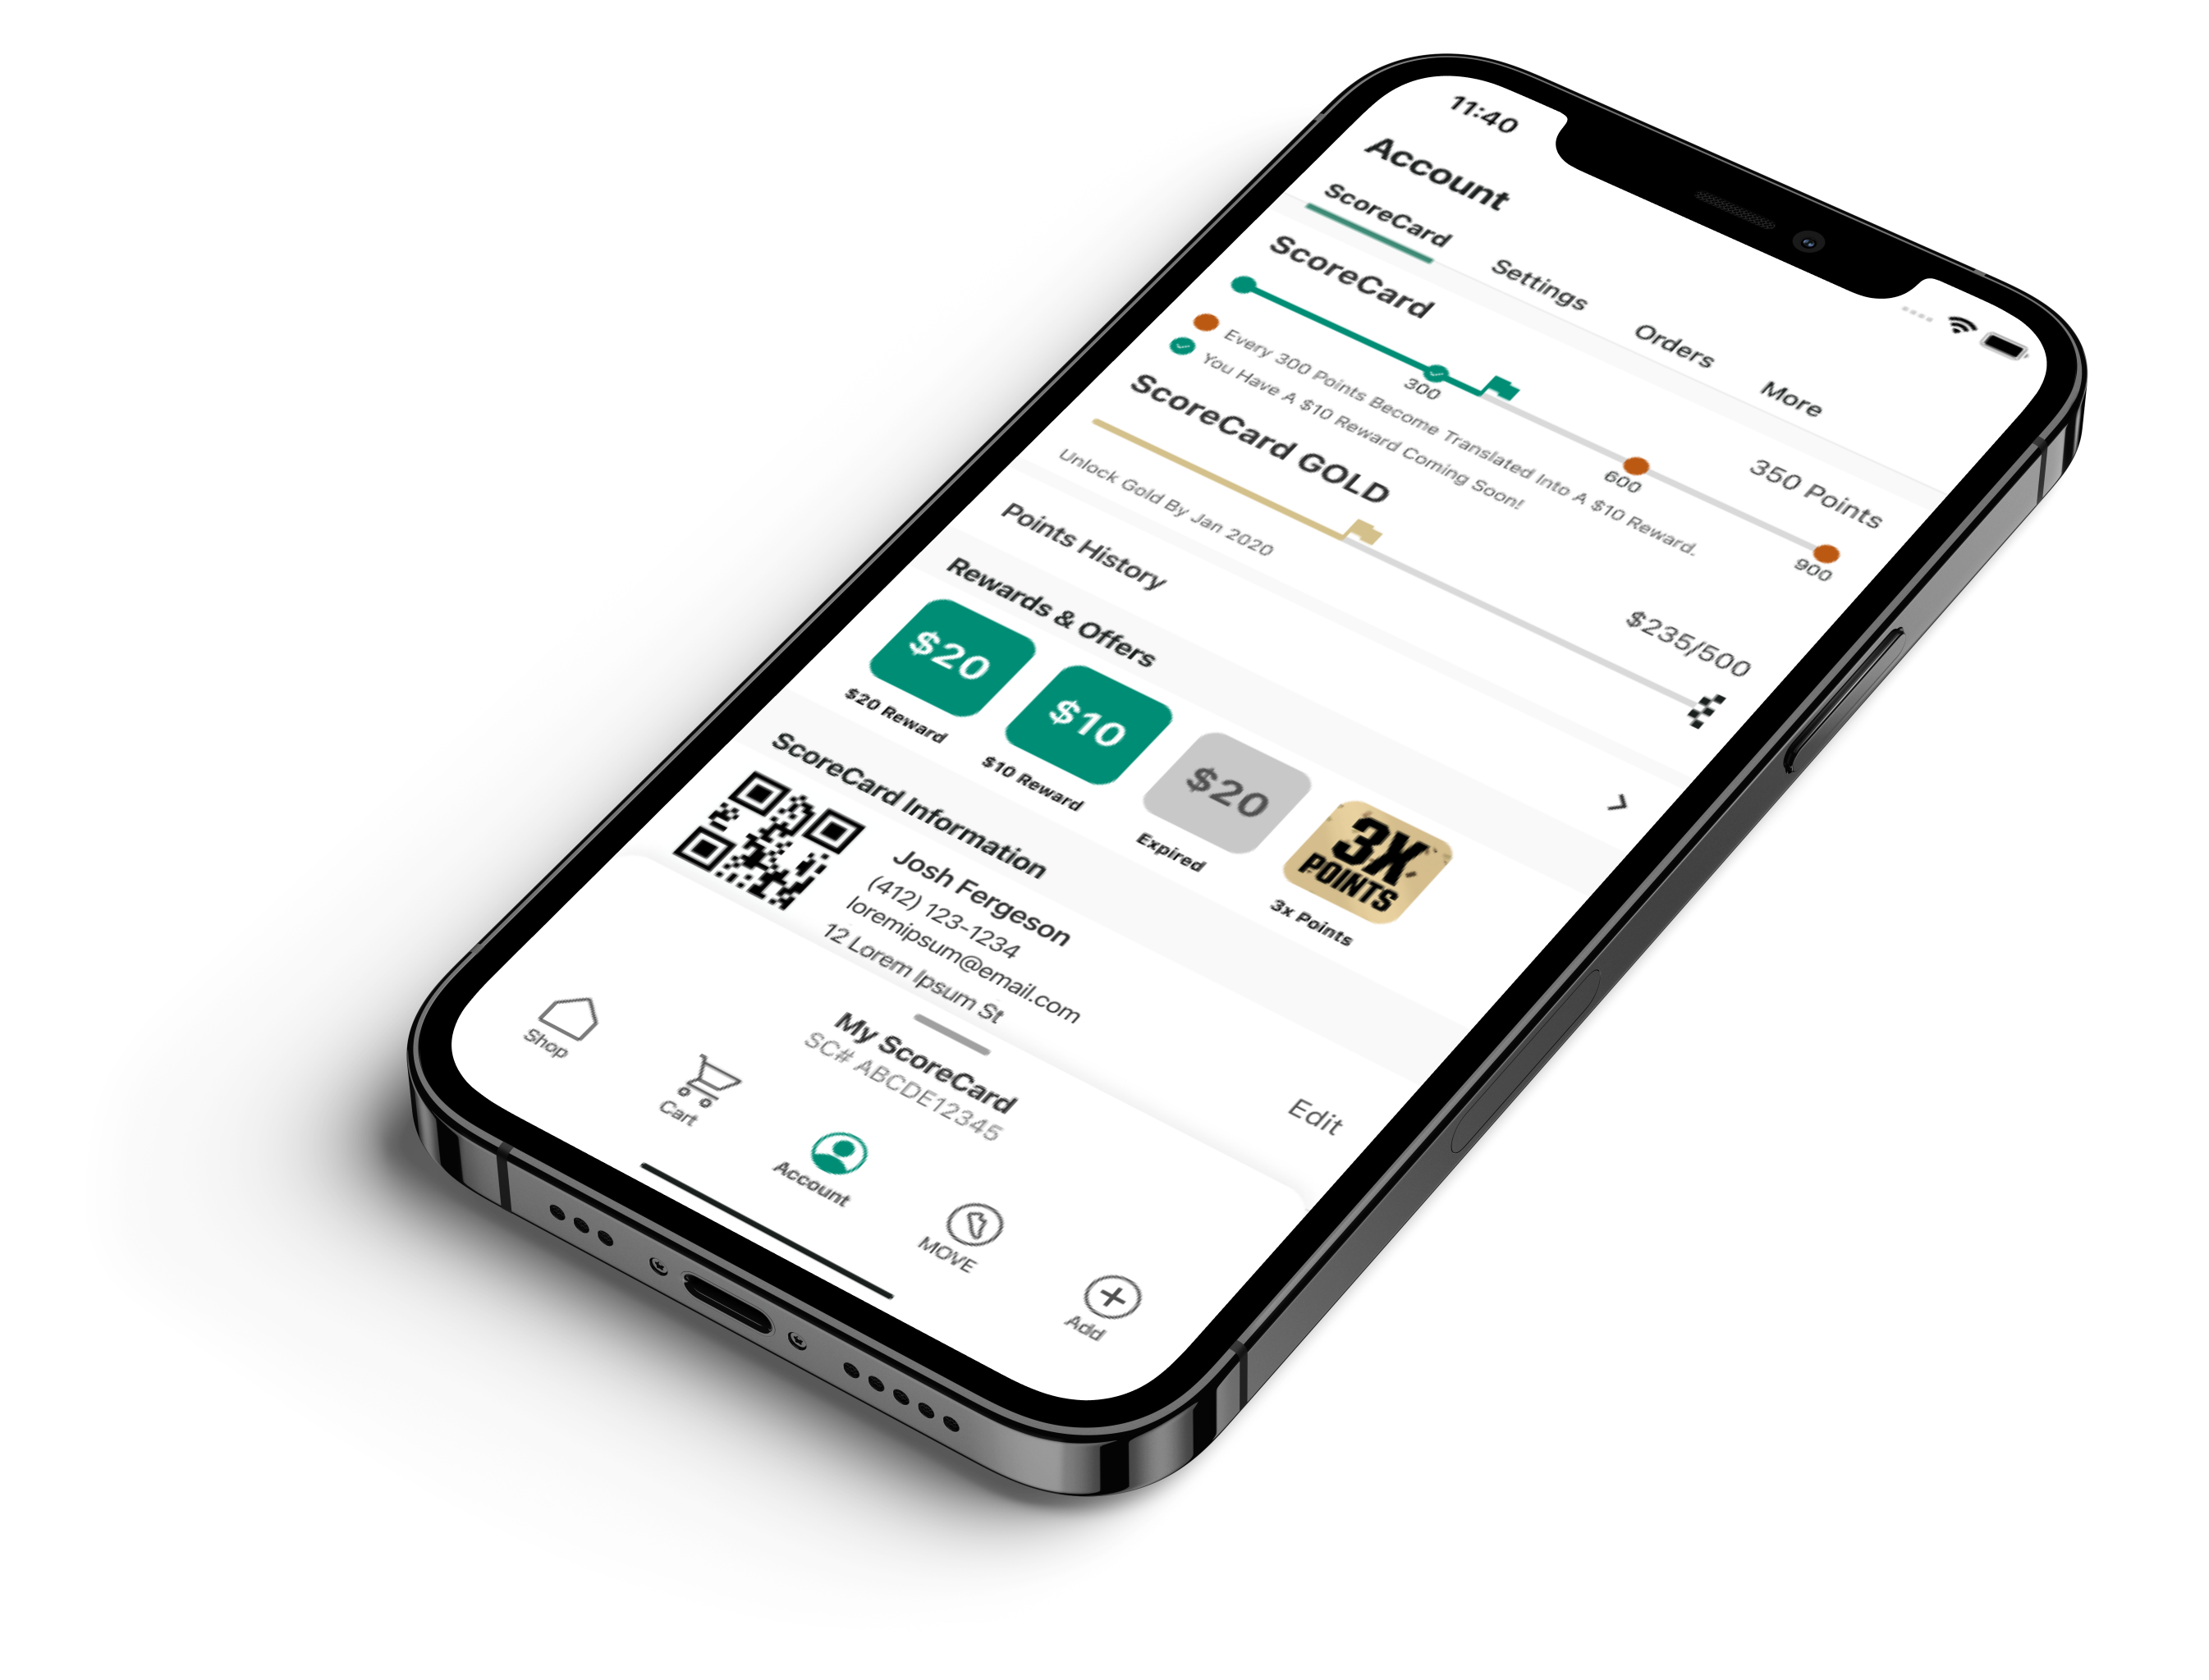 11:40
Account
ScoreCard
Settings
Orders
More
ScoreCard
350 Points
300
600
900
Every 300 Points Become Translated Into A $10 Reward.
You Have A $10 Reward Coming Soon!
ScoreCard GOLD
$235/500
Unlock Gold By Jan 2020
Points History
Rewards & Offers
$20
$10
$20
3X
POINTS
$20 Reward
$10 Reward
Expired
3x Points
ScoreCard Information
Edit
Josh Fergeson
(412) 123-1234
loremipsum@email.com
12 Lorem Ipsum St
My ScoreCard
SC# ABCDE12345
Shop
Cart
Account
MOVE
Add